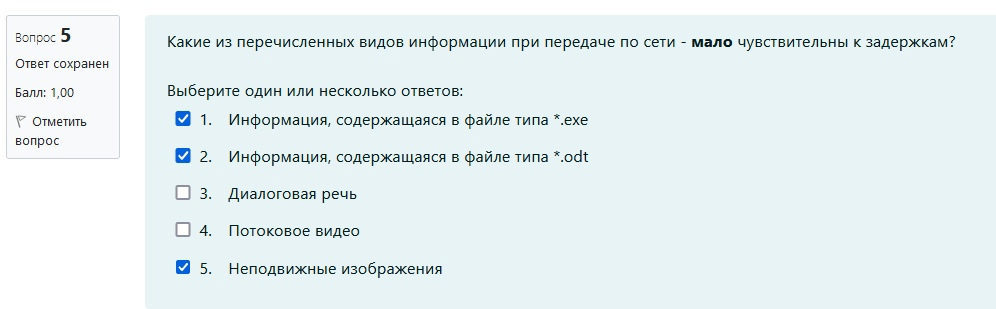 Вопрос 5
Ответ сохранен
Балл: 1,00
Отметить
вопрос
Какие из перечисленных видов информации при передаче по сети - мало чувствительны к задержкам?
Выберите один или несколько ответов:
1. Информация, содержащаяся в файле типа *.exe
2. Информация, содержащаяся в файле типа *.odt
3. Диалоговая речь
4. Потоковое видео
5. Неподвижные изображения